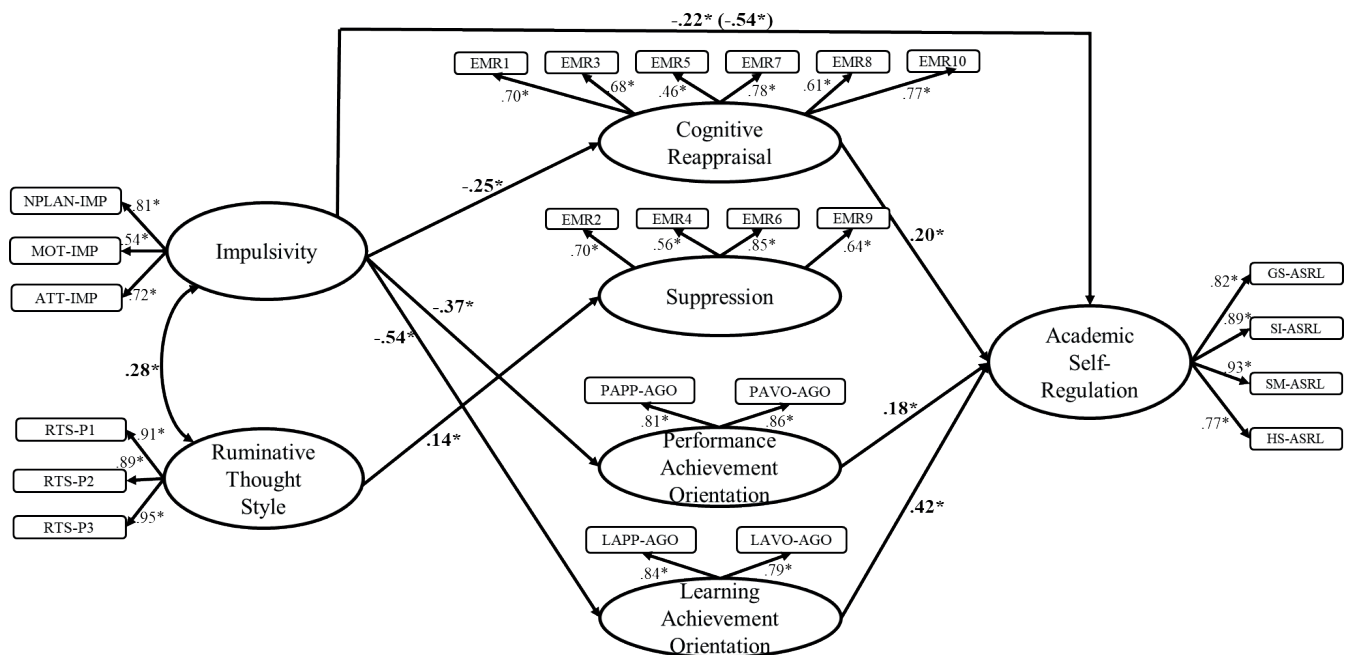 -.22* (-.54*)
EMR1
EMR3
EMR5
EMR7
EMR8
EMR10
.70*
.68*
.46*
.78*
.61*
.77*
Cognitive
Reappraisal
-.25*
NPLAN-IMP
.81*
MOT-IMP
.54*
ATT-IMP
.72*
Impulsivity
EMR2
EMR4
EMR6
EMR9
.70*
.56*
.85*
.64*
Suppression
.20*
-.37*
-.54*
.28*
.14*
GS-ASRL
.82*
SI-ASRL
.89*
SM-ASRL
.93*
HS-ASRL
.77*
Academic
Self-
Regulation
RTS-P1
.91*
RTS-P2
.89*
RTS-P3
.95*
Ruminative
Thought
Style
PAPP-AGO
PAVO-AGO
.81*
.86*
Performance
Achievement
Orientation
.18*
.42*
LAPP-AGO
LAVO-AGO
.84*
.79*
Learning
Achievement
Orientation